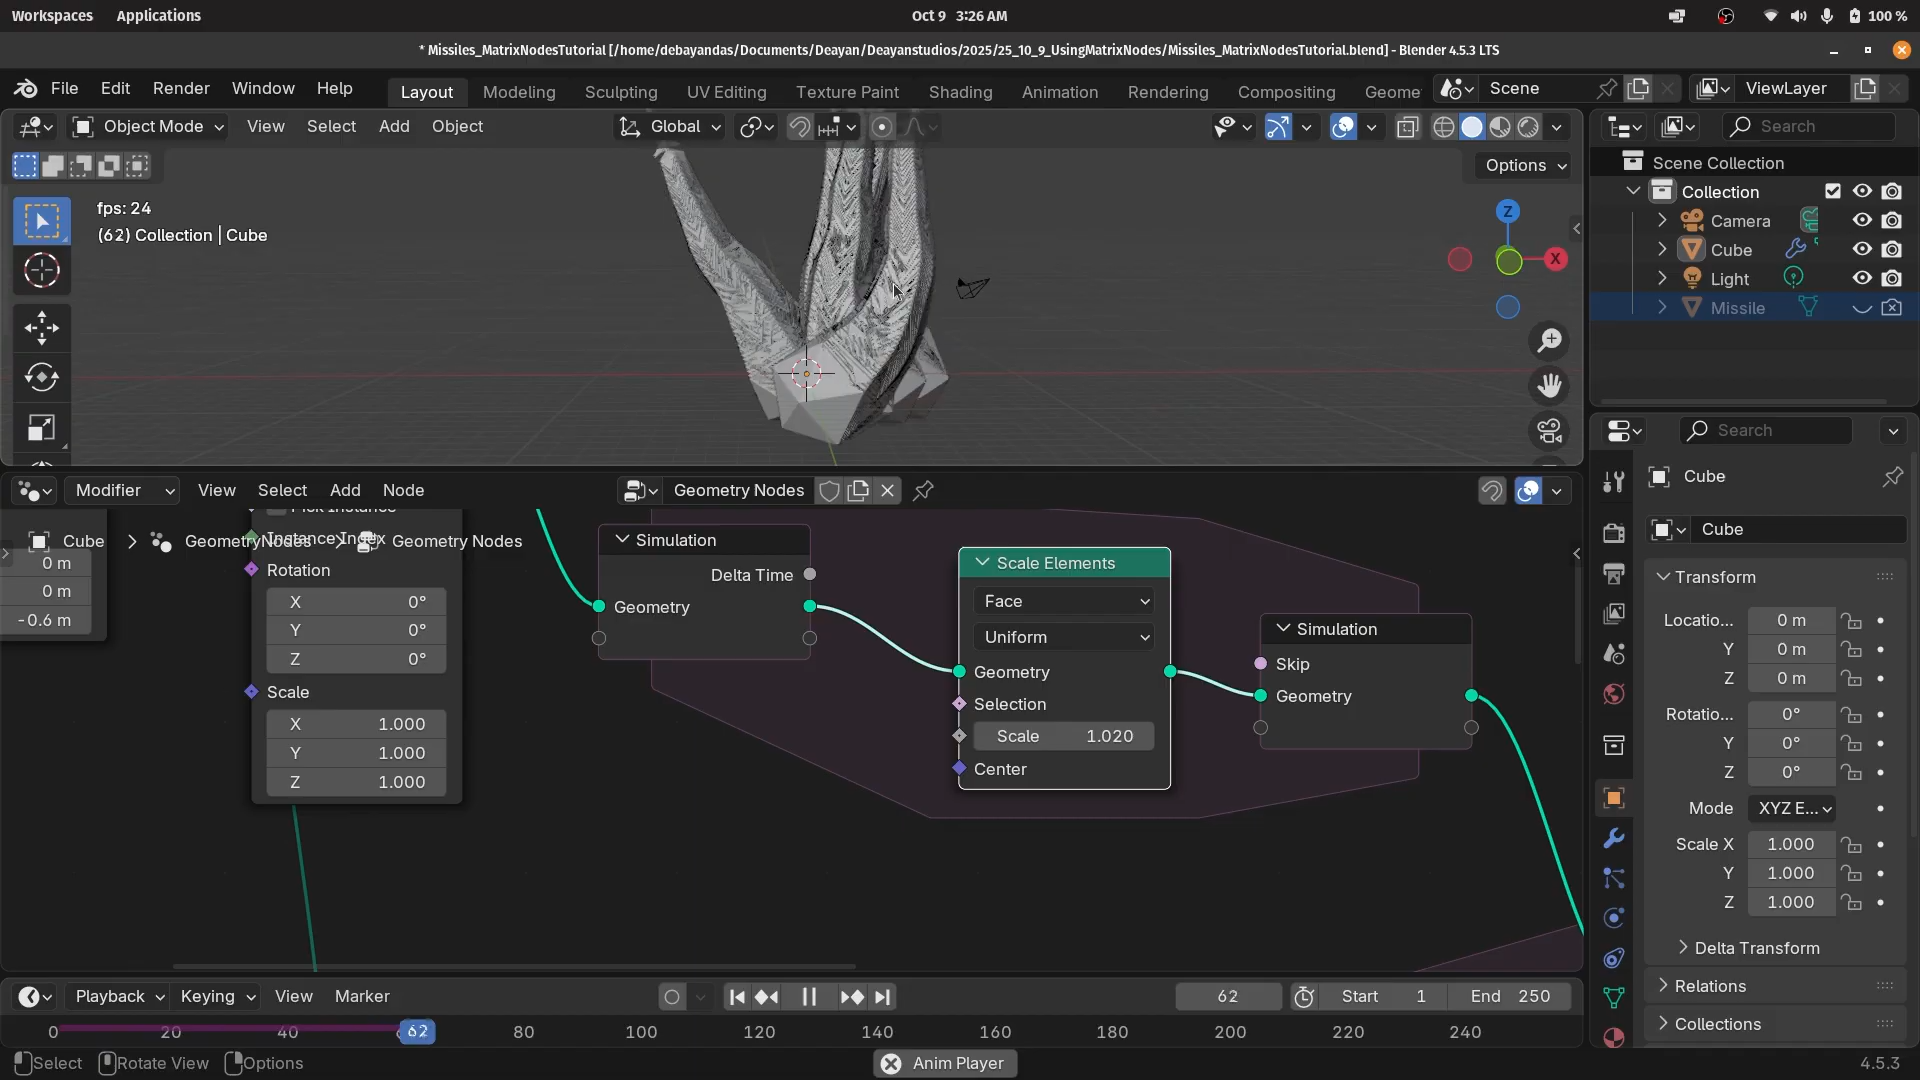 Workspaces Applications Oct 9 3:26 AM 100 %
* Missiles_MatrixNodesTutorial [/home/debayandas/Documents/Deayan/Deayanstudios/2025/25_10_9_UsingMatrixNodes/Missiles_MatrixNodesTutorial.blend] - Blender 4.5.3 LTS
File Edit Render Window Help Layout Modeling Sculpting UV Editing Texture Paint Shading Animation Rendering Compositing Geome Scene ViewLayer
Object Mode View Select Add Object Global Search
Options
Scene Collection
Collection
Camera
Cube
Light
Missile
fps: 24
(62) Collection | Cube
Z
X
Search
Cube
Cube
Transform
Locatio... 0 m
Y 0 m
Z 0 m
Rotatio... 0°
Y 0°
Z 0°
Mode XYZ E...
Scale X 1.000
Y 1.000
Z 1.000
Delta Transform
Relations
Collections
Modifier View Select Add Node Geometry Nodes
Instance Index
Cube GeometryNodes Geometry Nodes
0 m
0 m
-0.6 m
Rotation
X 0°
Y 0°
Z 0°
Scale
X 1.000
Y 1.000
Z 1.000
Simulation
Delta Time
Geometry
Scale Elements
Face
Uniform
Geometry
Selection
Scale 1.020
Center
Simulation
Skip
Geometry
Playback Keying View Marker 62 Start 1 End 250
0 20 40 62 80 100 120 140 160 180 200 220 240
Select Rotate View Options Anim Player 4.5.3